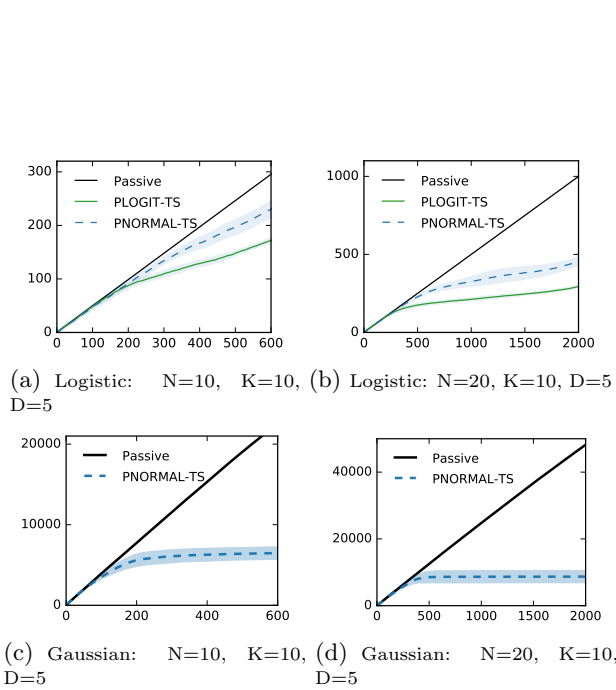 300
200
100
0
Passive
PLOGIT-TS
PNORMAL-TS
0 100 200 300 400 500 600
1000
500
0
Passive
PLOGIT-TS
PNORMAL-TS
0 500 1000 1500 2000
(a) Logistic: N=10, K=10, D=5
(b) Logistic: N=20, K=10, D=5
20000
10000
0
Passive
PNORMAL-TS
0 200 400 600
40000
20000
0
Passive
PNORMAL-TS
0 500 1000 1500 2000
(c) Gaussian: N=10, K=10,
D=5
(d) Gaussian: N=20, K=10,
D=5